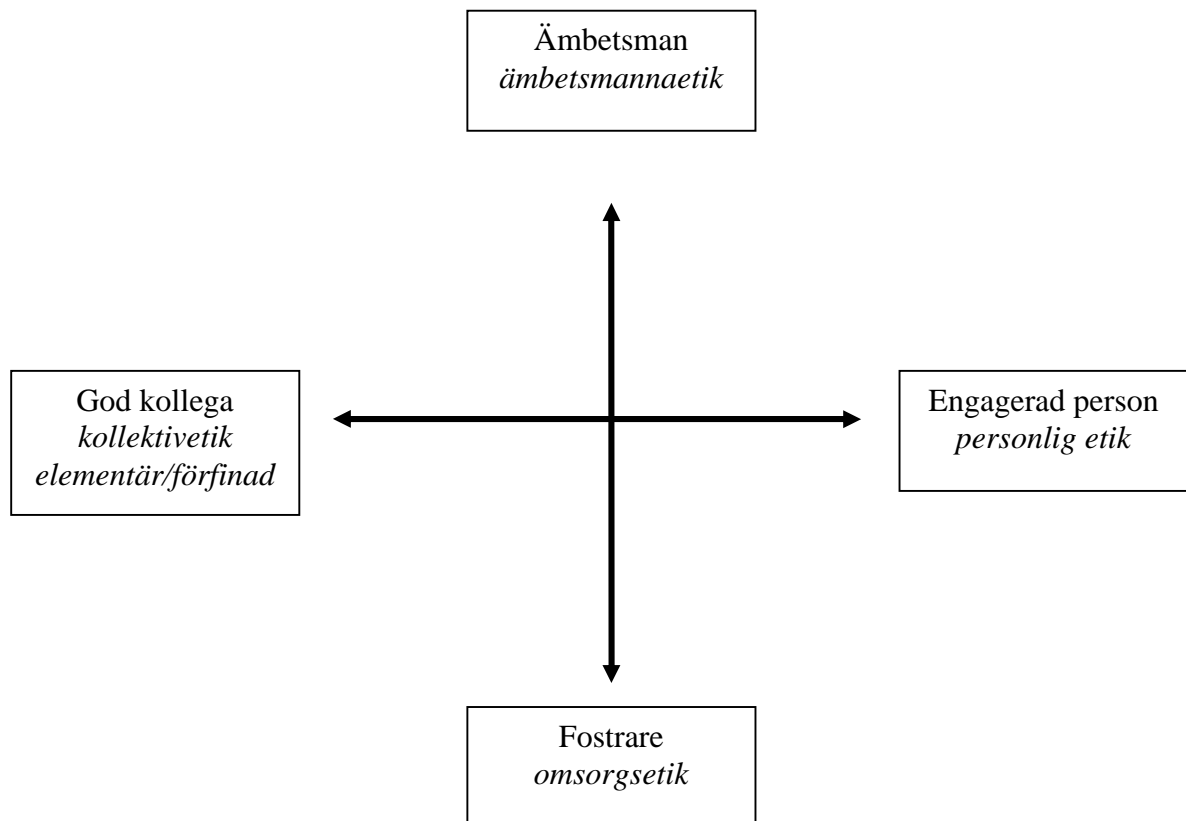 Ämbetsman
ämbetsmannaetik
God kollega
kollektivetik
elementär/förfinad
Engagerad person
personlig etik
Fostrare
omsorgsetik